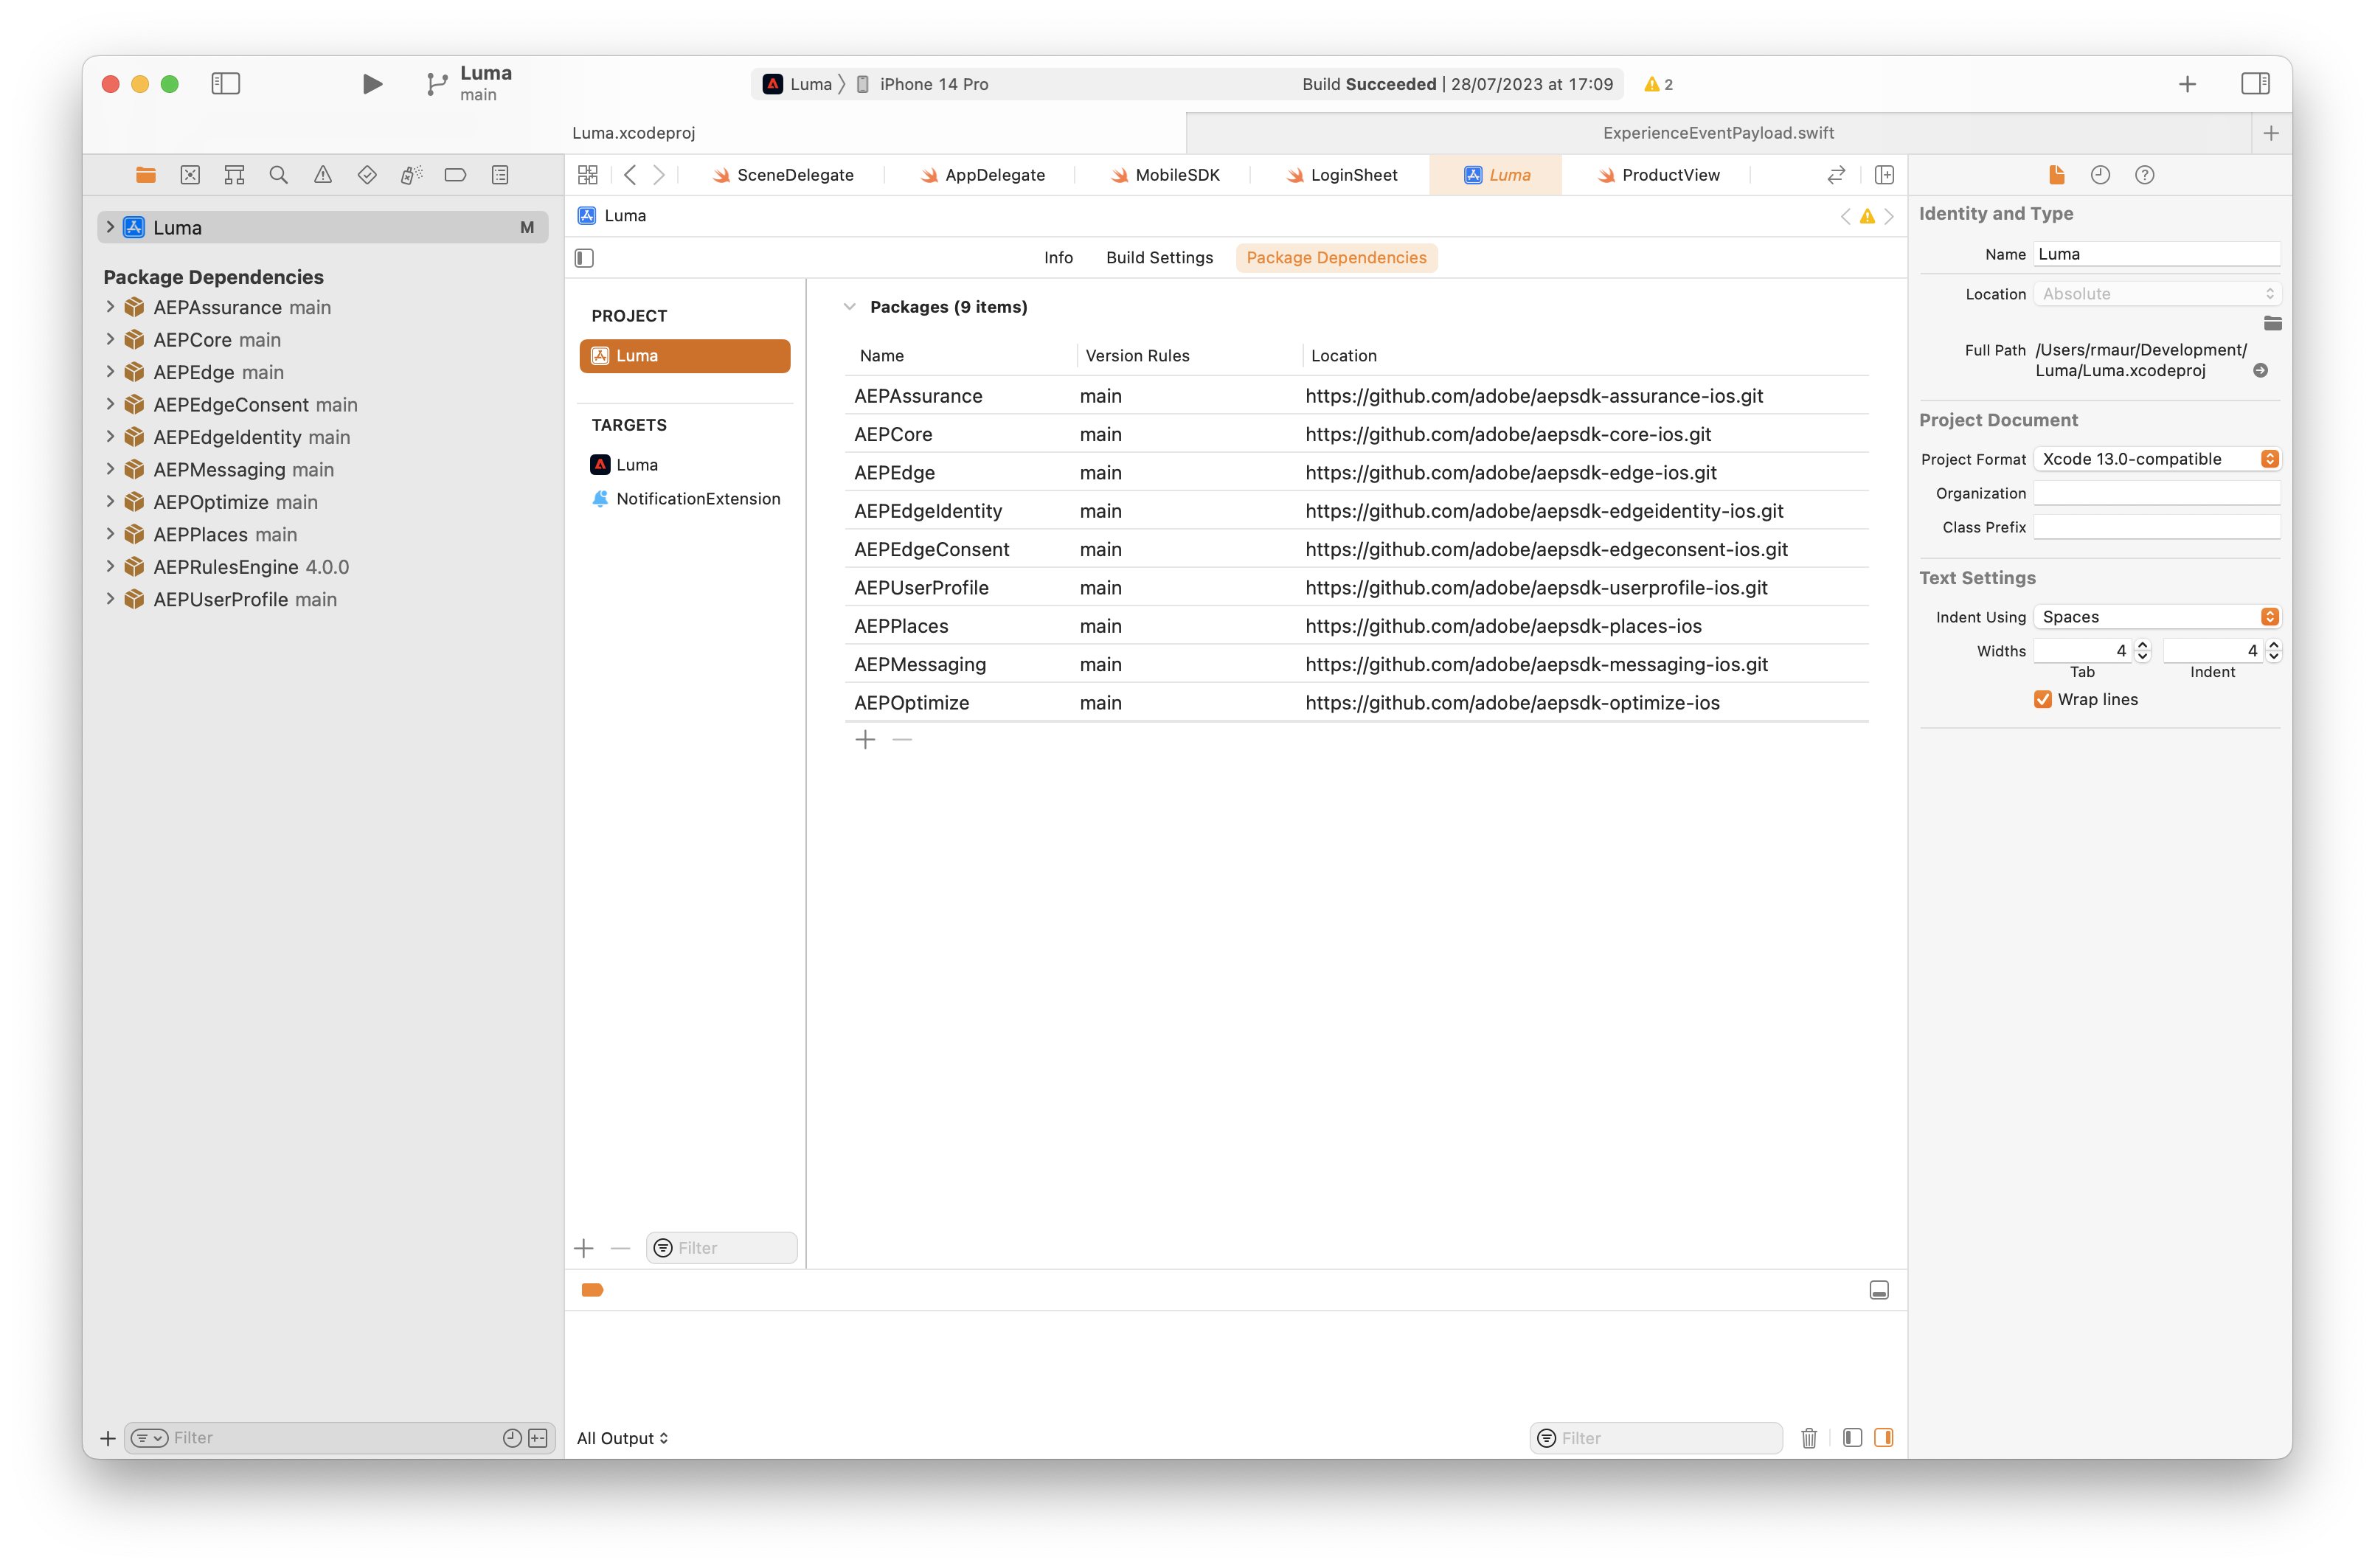 Luma
main
Luma
iPhone 14 Pro
Build Succeeded | 28/07/2023 at 17:09
2
Luma.xcodeproj
ExperienceEventPayload.swift
SceneDelegate
AppDelegate
MobileSDK
LoginSheet
Luma
ProductView
Luma M
Package Dependencies
AEPAssurance main
AEPCore main
AEPEdge main
AEPEdgeConsent main
AEPEdgeIdentity main
AEPMessaging main
AEPOptimize main
AEPPlaces main
AEPRulesEngine 4.0.0
AEPUserProfile main
Filter
Luma
Info
Build Settings
Package Dependencies
PROJECT
Luma
TARGETS
Luma
NotificationExtension
Filter
Packages (9 items)
Name Version Rules Location
AEPAssurance main https://github.com/adobe/aepsdk-assurance-ios.git
AEPCore main https://github.com/adobe/aepsdk-core-ios.git
AEPEdge main https://github.com/adobe/aepsdk-edge-ios.git
AEPEdgeIdentity main https://github.com/adobe/aepsdk-edgeidentity-ios.git
AEPEdgeConsent main https://github.com/adobe/aepsdk-edgeconsent-ios.git
AEPUserProfile main https://github.com/adobe/aepsdk-userprofile-ios.git
AEPPlaces main https://github.com/adobe/aepsdk-places-ios
AEPMessaging main https://github.com/adobe/aepsdk-messaging-ios.git
AEPOptimize main https://github.com/adobe/aepsdk-optimize-ios
All Output
Filter
Identity and Type
Name Luma
Location Absolute
Full Path /Users/rmaur/Development/
Luma/Luma.xcodeproj
Project Document
Project Format Xcode 13.0-compatible
Organization
Class Prefix
Text Settings
Indent Using Spaces
Widths 4 4
Tab Indent
Wrap lines